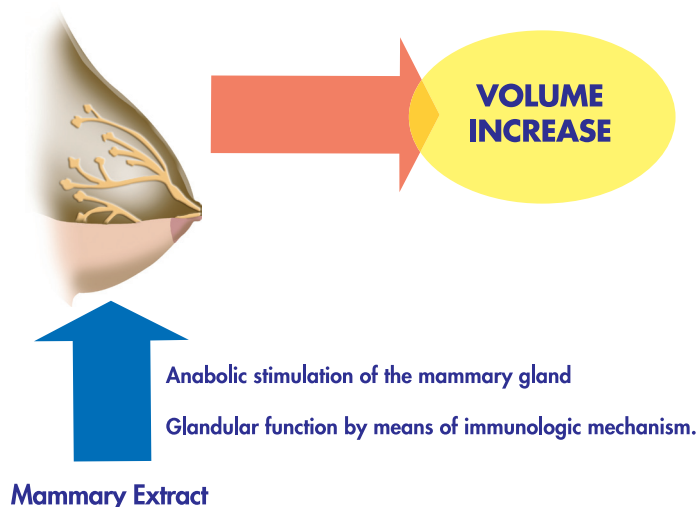 VOLUME
INCREASE
Anabolic stimulation of the mammary gland
Glandular function by means of immunologic mechanism.
Mammary Extract